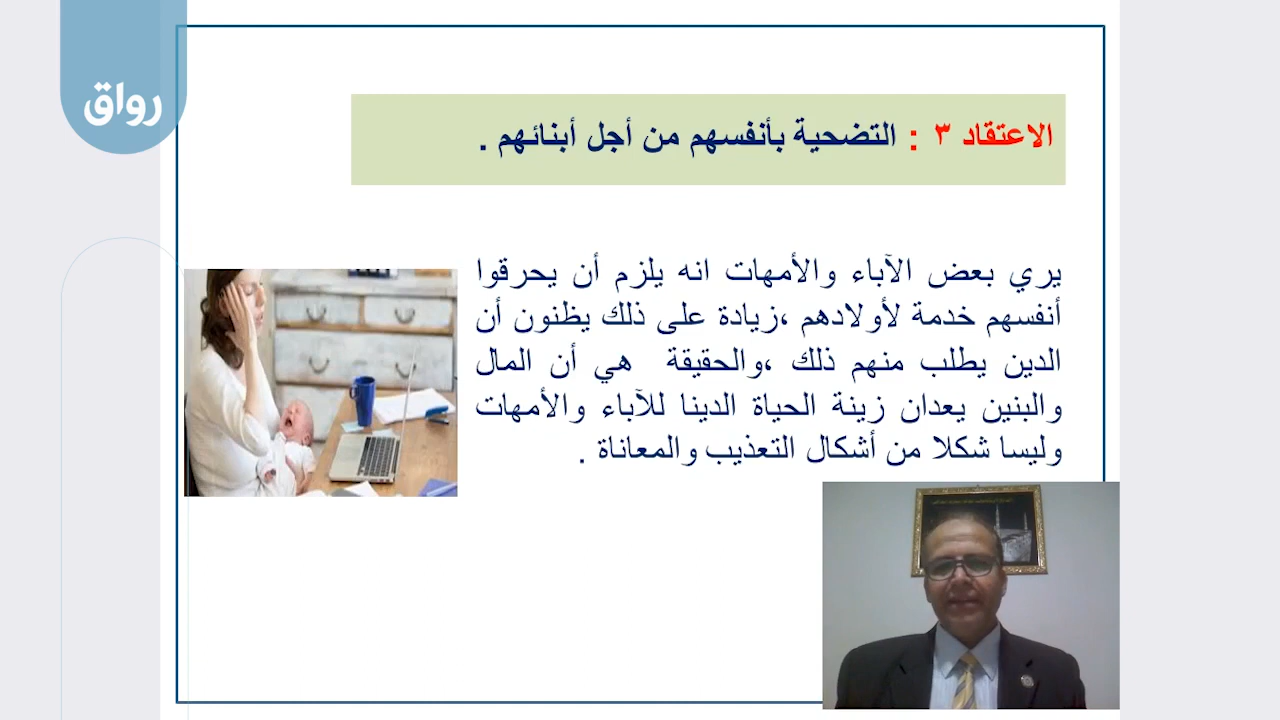 رواق
الاعتقاد ٣ : التضحية بأنفسهم من أجل أبنائهم .
يري بعض الآباء والأمهات انه يلزم أن يحرقوا
أنفسهم خدمة لأولادهم ،زيادة على ذلك يظنون أن
الدين يطلب منهم ذلك ،والحقيقة هي أن المال
والبنين يعدان زينة الحياة الدينا للآباء والأمهات
وليسا شكلا من أشكال التعذيب والمعاناة .